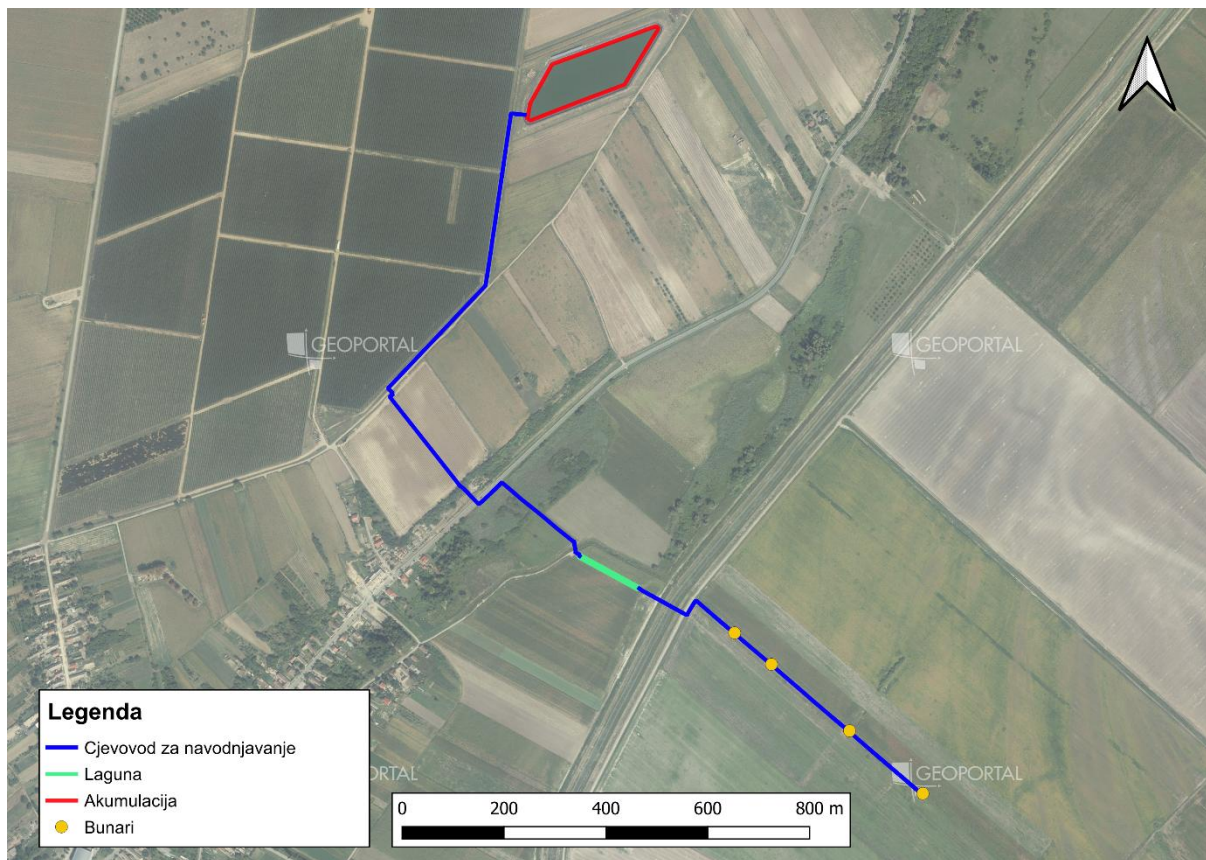 GEOPORTAL
GEOPORTAL
Legenda
Cjevovod za navodnjavanje
Laguna
Akumulacija
Bunari
GEOPORTAL
GEOPORTAL
0 200 400 600 800 m